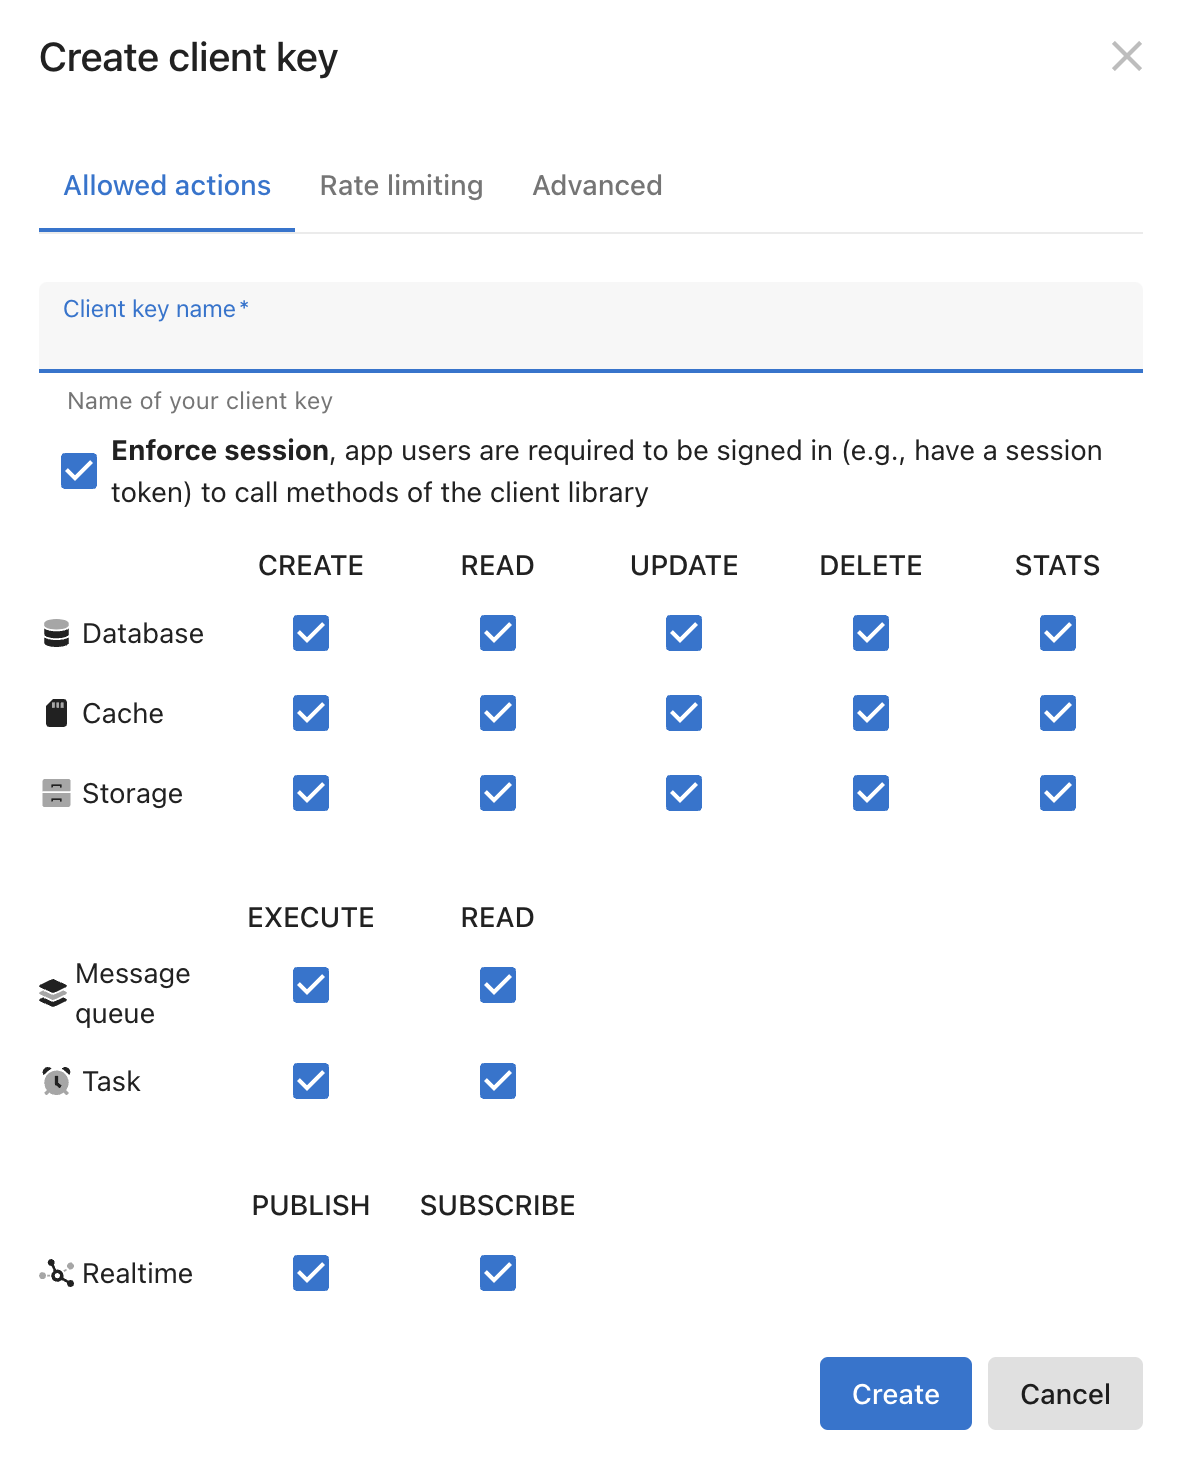 Create client key
Allowed actions Rate limiting Advanced
Client key name*
Name of your client key
Enforce session, app users are required to be signed in (e.g., have a session
token) to call methods of the client library
CREATE READ UPDATE DELETE STATS
Database
Cache
Storage
EXECUTE READ
Message
queue
Task
PUBLISH SUBSCRIBE
Realtime
Create Cancel